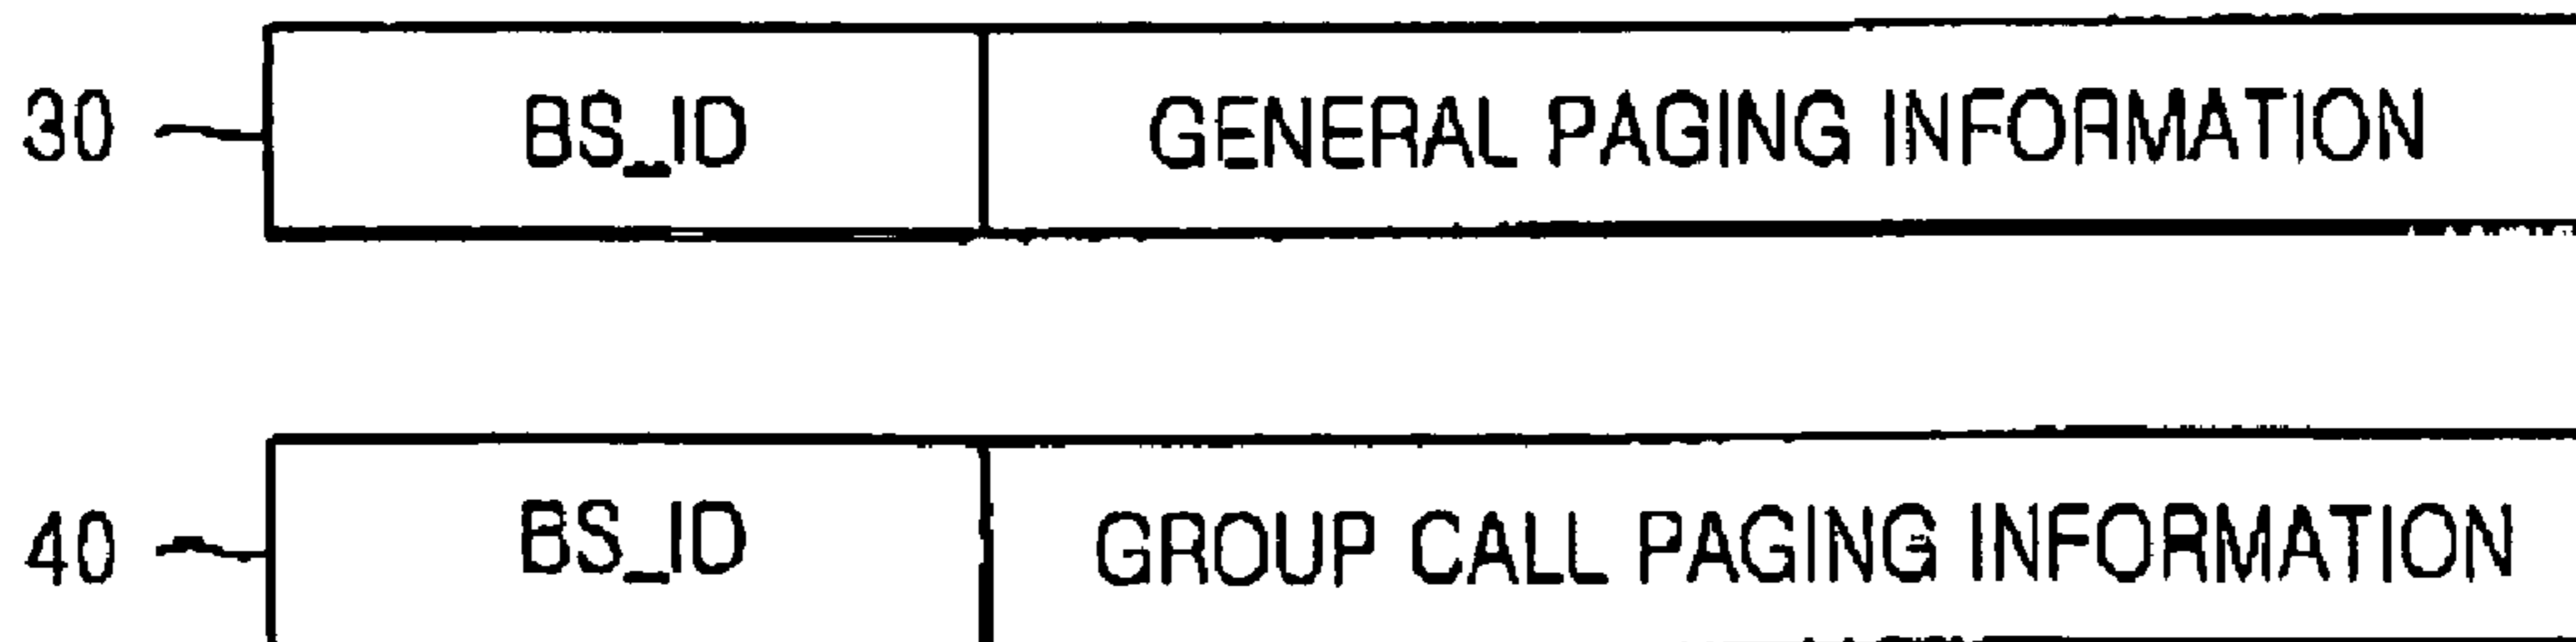 30 BS_ID GENERAL PAGING INFORMATION
40 BS_ID GROUP CALL PAGING INFORMATION